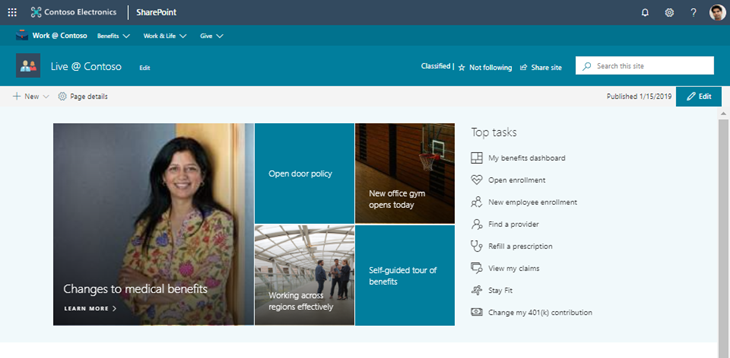 Contoso Electronics SharePoint ?
Work @ Contoso Benefits Work & Life Give
Live @ Contoso Edit
Classified | Not following Share site Search this site
+ New Page details Published 1/15/2019 Edit
Changes to medical benefits
LEARN MORE
Open door policy
New office gym
opens today
Working across
regions effectively
Self-guided tour of
benefits
Top tasks
My benefits dashboard
Open enrollment
New employee enrollment
Find a provider
Refill a prescription
View my claims
Stay Fit
Change my 401(k) contribution